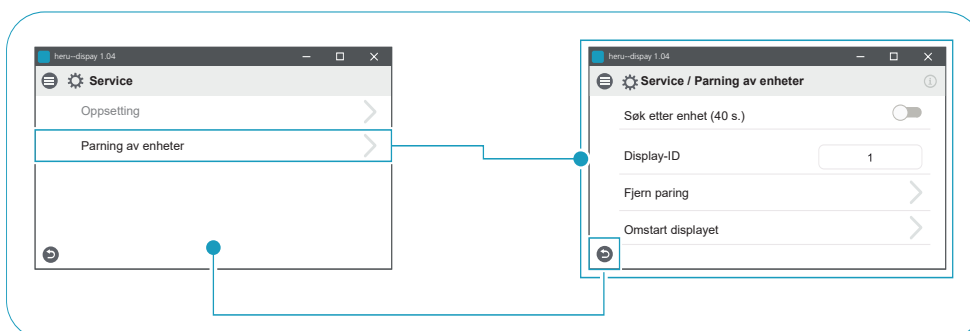 heru--dispay 1.04
Service
Oppsetting
Parning av enheter
heru--dispay 1.04
Service / Parning av enheter
Søk etter enhet (40 s.)
Display-ID
1
Fjern paring
Omstart displayet